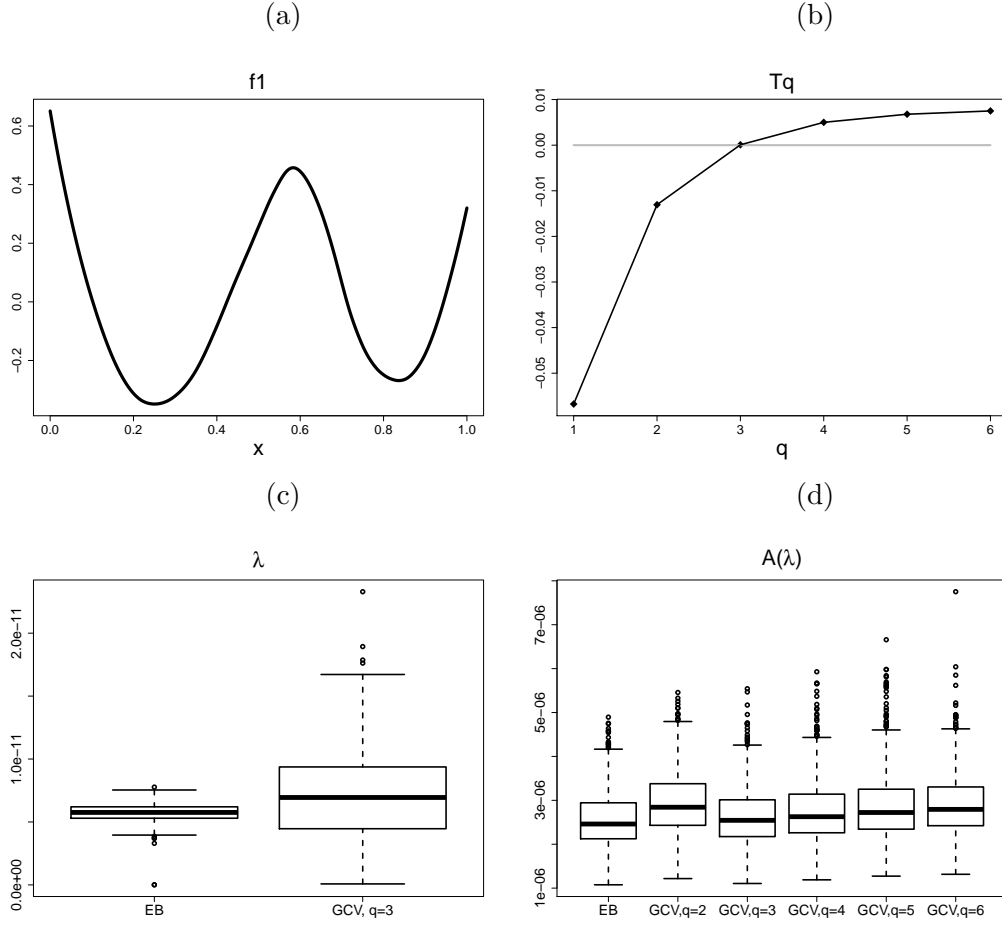 (a)
f1
0.6
0.4
0.2
0.0
−0.2
0.0
0.2
0.4
0.6
0.8
1.0
x
(b)
Tq
0.01
0.00
−0.01
−0.02
−0.03
−0.04
−0.05
1
2
3
4
5
6
q
(c)
λ
2.0e−11
1.0e−11
0.0e+00
EB
GCV, q=3
(d)
A(λ)
7e−06
5e−06
3e−06
1e−06
EB
GCV,q=2
GCV,q=3
GCV,q=4
GCV,q=5
GCV,q=6